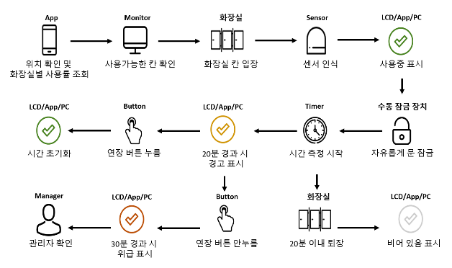 App
위치 확인 및
화장실별 사용률 조회
Monitor
사용가능한 칸 확인
화장실
화장실 칸 입장
Sensor
센서 인식
LCD/App/PC
사용중 표시
수동 잠금 장치
자유롭게 문 잠금
Timer
시간 측정 시작
LCD/App/PC
20분 경과 시
경고 표시
Button
연장 버튼 누름
LCD/App/PC
시간 초기화
Manager
관리자 확인
LCD/App/PC
30분 경과 시
위급 표시
Button
연장 버튼 안누름
화장실
20분 이내 퇴장
LCD/App/PC
비어 있음 표시